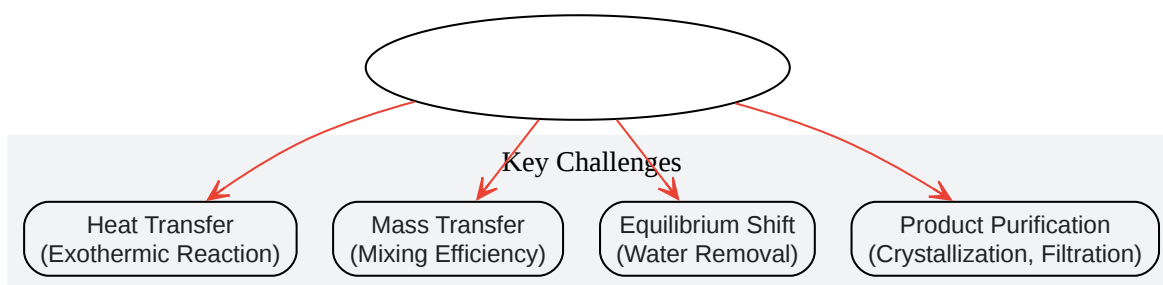 Key Challenges
Heat Transfer
(Exothermic Reaction)
Mass Transfer
(Mixing Efficiency)
Equilibrium Shift
(Water Removal)
Product Purification
(Crystallization, Filtration)